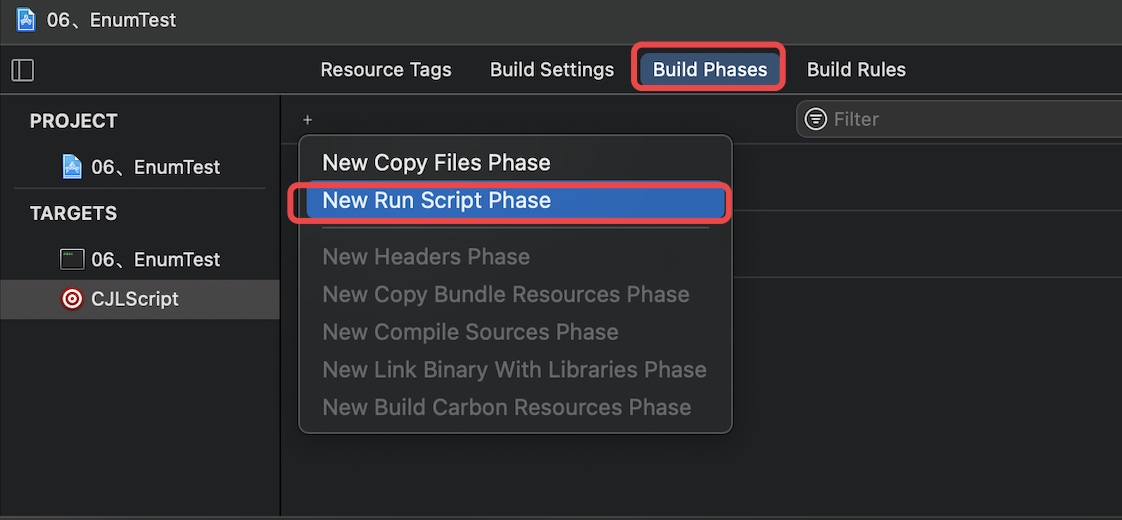 06、EnumTest
Resource Tags Build Settings Build Phases Build Rules
PROJECT
+
Filter
06、EnumTest
TARGETS
06、EnumTest
CJLScript
New Copy Files Phase
New Run Script Phase
New Headers Phase
New Copy Bundle Resources Phase
New Compile Sources Phase
New Link Binary With Libraries Phase
New Build Carbon Resources Phase